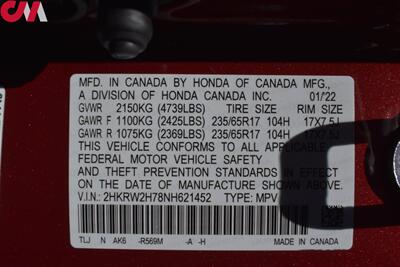 CM
MFD. IN CANADA BY HONDA OF CANADA MFG.,
A DIVISION OF HONDA CANADA INC. 01/22
GVWR 2150KG (4739LBS) TIRE SIZE RIM SIZE
GAWR F 1100KG (2425LBS) 235/65R17 104H 17X7.5J
GAWR R 1075KG (2369LBS) 235/65R17 104H 17X7.5J
THIS VEHICLE CONFORMS TO ALL APPLICABLE
FEDERAL MOTOR VEHICLE SAFETY
AND THEFT PREVENTION STANDARDS IN EFFECT
ON THE DATE OF MANUFACTURE SHOWN ABOVE.
V.I.N.: 2HKRW2H78NH621452 TYPE: MPV
TLJ N AK6 -R569M -A -H MADE IN CANADA